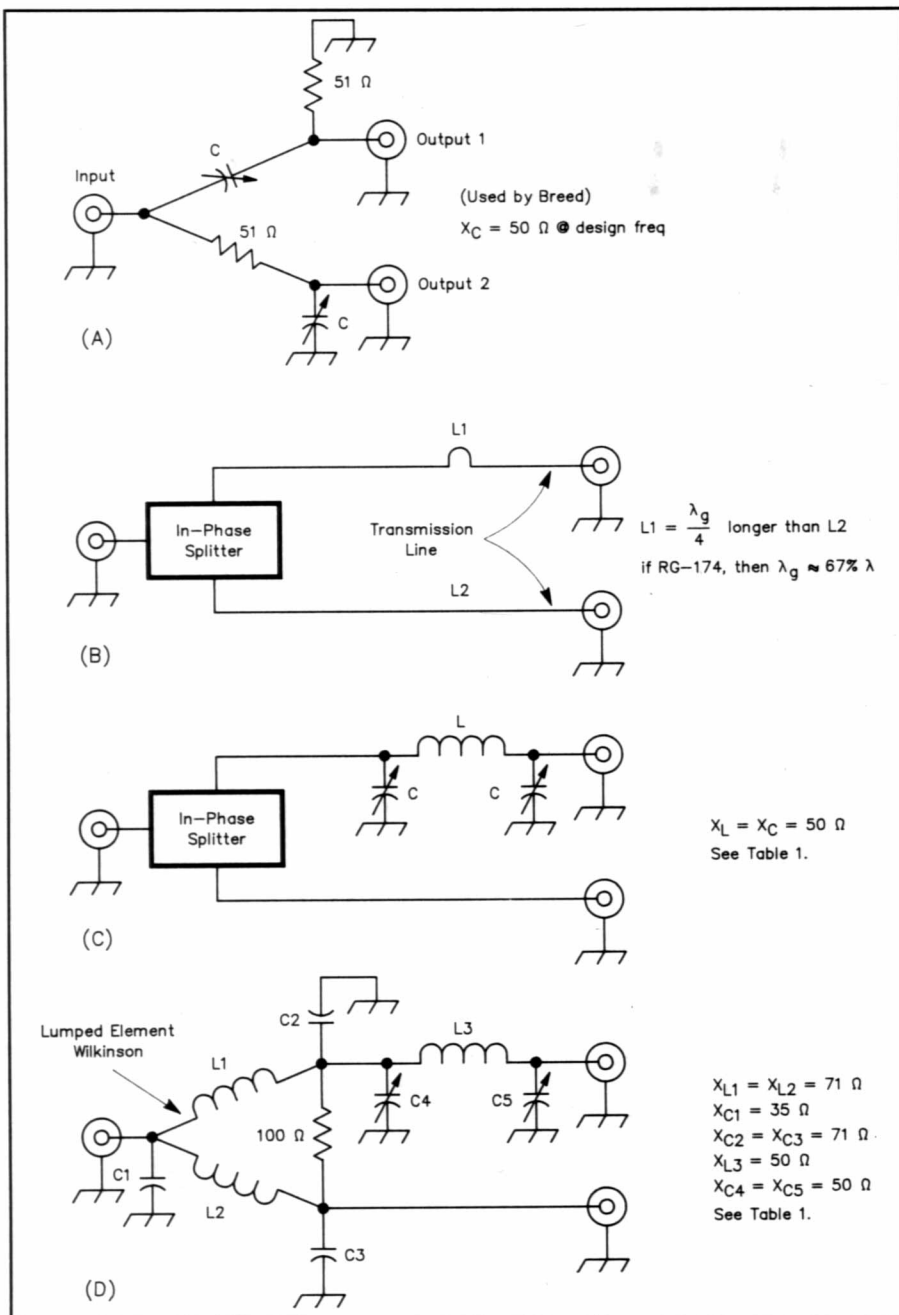 51 Ω
C
Output 1
Input
(Used by Breed)
X_C = 50 Ω @ design freq
51 Ω
Output 2
C
(A)
L1
In-Phase
Splitter
Transmission
Line
L1 = λ_g/4 longer than L2
if RG-174, then λ_g ≈ 67% λ
L2
(B)
L
C
C
In-Phase
Splitter
X_L = X_C = 50 Ω
See Table 1.
(C)
Lumped Element
Wilkinson
C2
L3
L1
C4
C5
100 Ω
C1
L2
C3
X_L1 = X_L2 = 71 Ω
X_C1 = 35 Ω
X_C2 = X_C3 = 71 Ω
X_L3 = 50 Ω
X_C4 = X_C5 = 50 Ω
See Table 1.
(D)